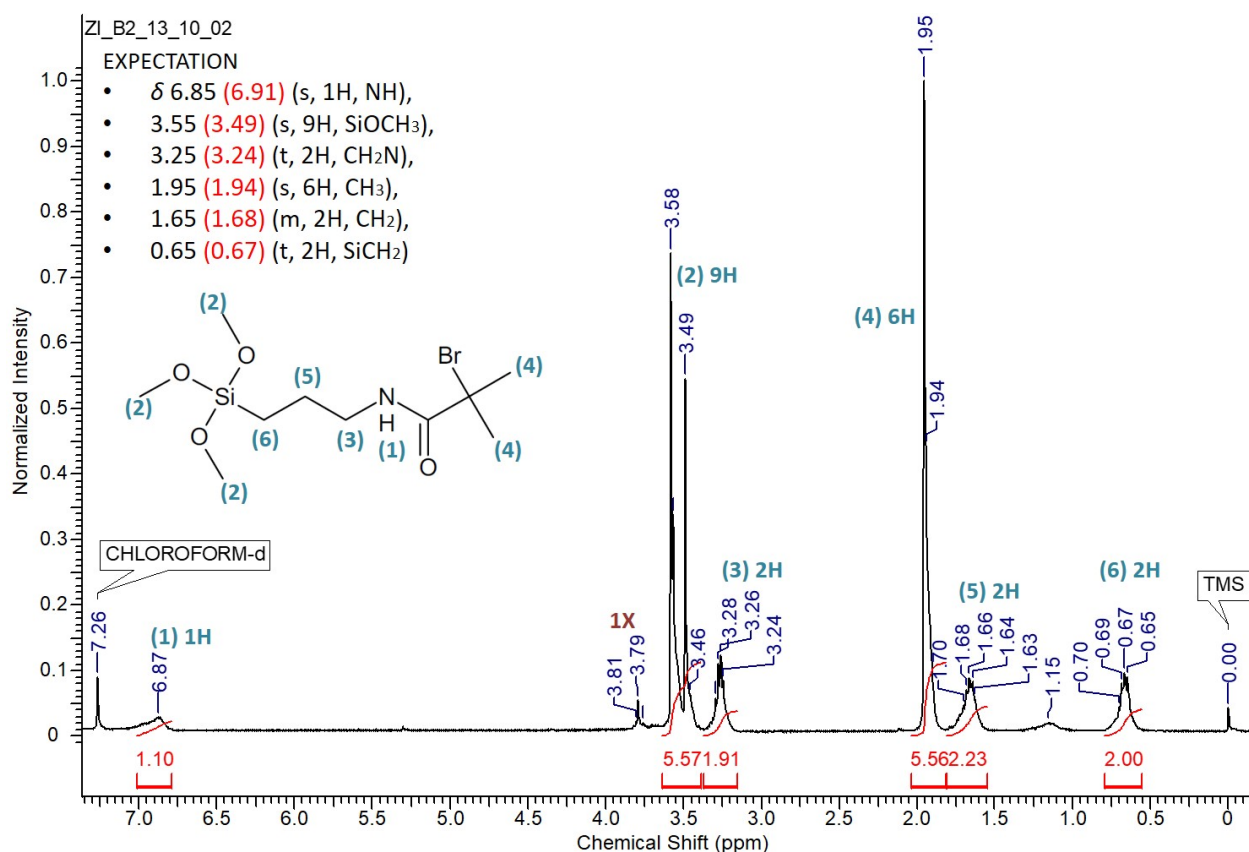 ZI_B2_13_10_02
EXPECTATION
• δ 6.85 (6.91) (s, 1H, NH),
• 3.55 (3.49) (s, 9H, SiOCH₃),
• 3.25 (3.24) (t, 2H, CH₂N),
• 1.95 (1.94) (s, 6H, CH₃),
• 1.65 (1.68) (m, 2H, CH₂),
• 0.65 (0.67) (t, 2H, SiCH₂)
Normalized Intensity
1.0
0.9
0.8
0.7
0.6
0.5
0.4
0.3
0.2
0.1
0
(2)
(2)
(2)
O
O
O
Si
(6)
(5)
(3)
N
H
(1)
O
Br
(4)
(4)
CHLOROFORM-d
7.26
(1) 1H
6.87
1X
3.81
3.79
3.58
(2) 9H
3.49
3.46
(3) 2H
3.28
3.26
3.24
1.95
(4) 6H
1.94
(5) 2H
1.70
1.68
1.66
1.64
1.63
1.15
(6) 2H
0.70
0.69
0.67
0.65
TMS
0.00
1.10
5.57
1.91
5.56
2.23
2.00
7.0 6.5 6.0 5.5 5.0 4.5 4.0 3.5 3.0 2.5 2.0 1.5 1.0 0.5 0
Chemical Shift (ppm)